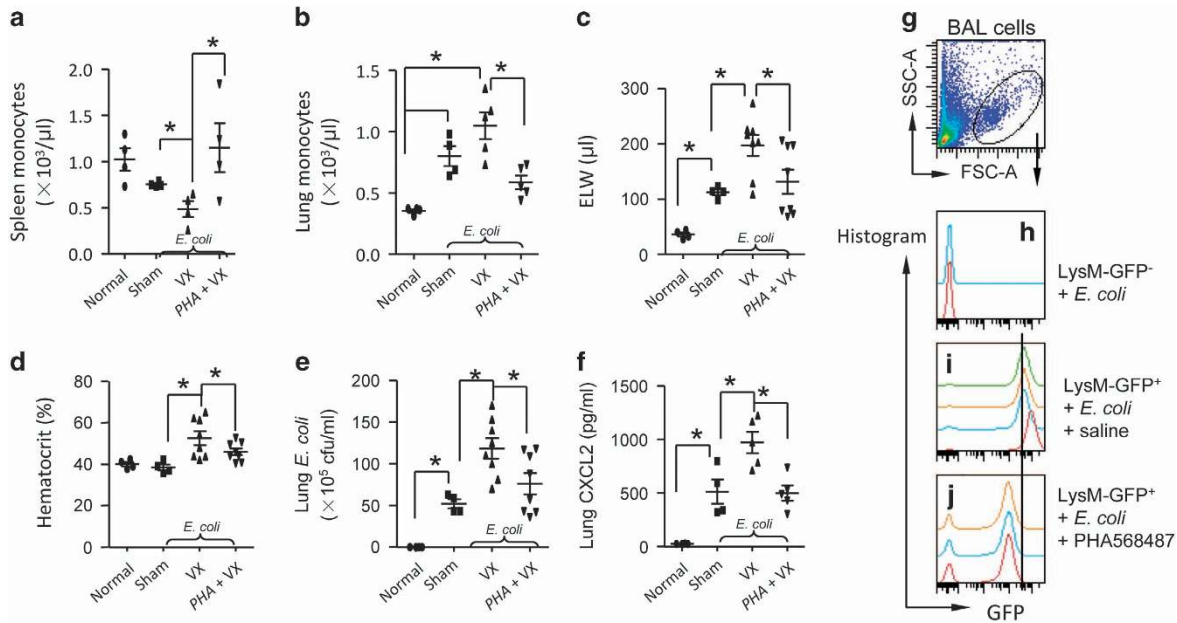 a
Spleen monocytes
(×10³/µl)
2.0
1.5
1.0
0.5
0.0
*
*
E. coli
Normal
Sham
VX
PHA + VX
b
Lung monocytes
(×10³/µl)
1.5
1.0
0.5
0.0
*
*
E. coli
Normal
Sham
VX
PHA + VX
c
ELW (µl)
300
200
100
0
*
*
*
E. coli
Normal
Sham
VX
PHA + VX
d
Hematocrit (%)
80
60
40
20
0
*
*
E. coli
Normal
Sham
VX
PHA + VX
e
Lung E. coli
(×10⁵ cfu/ml)
200
150
100
50
0
*
*
*
E. coli
Normal
Sham
VX
PHA + VX
f
Lung CXCL2 (pg/ml)
1500
1000
500
0
*
*
*
E. coli
Normal
Sham
VX
PHA + VX
g
BAL cells
SSC-A
FSC-A
Histogram
h
LysM-GFP⁻
+ E. coli
i
LysM-GFP⁺
+ E. coli
+ saline
j
LysM-GFP⁺
+ E. coli
+ PHA568487
GFP